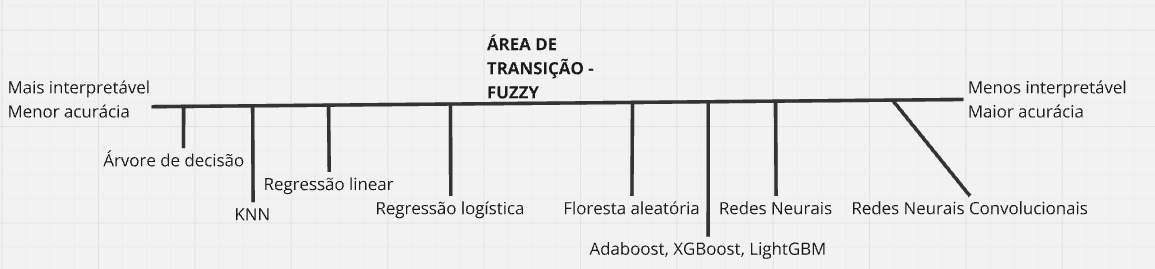 ÁREA DE
TRANSIÇÃO -
FUZZY
Mais interpretável
Menor acurácia
Menos interpretável
Maior acurácia
Árvore de decisão
Regressão linear
KNN
Regressão logística
Floresta aleatória
Redes Neurais
Redes Neurais Convolucionais
Adaboost, XGBoost, LightGBM